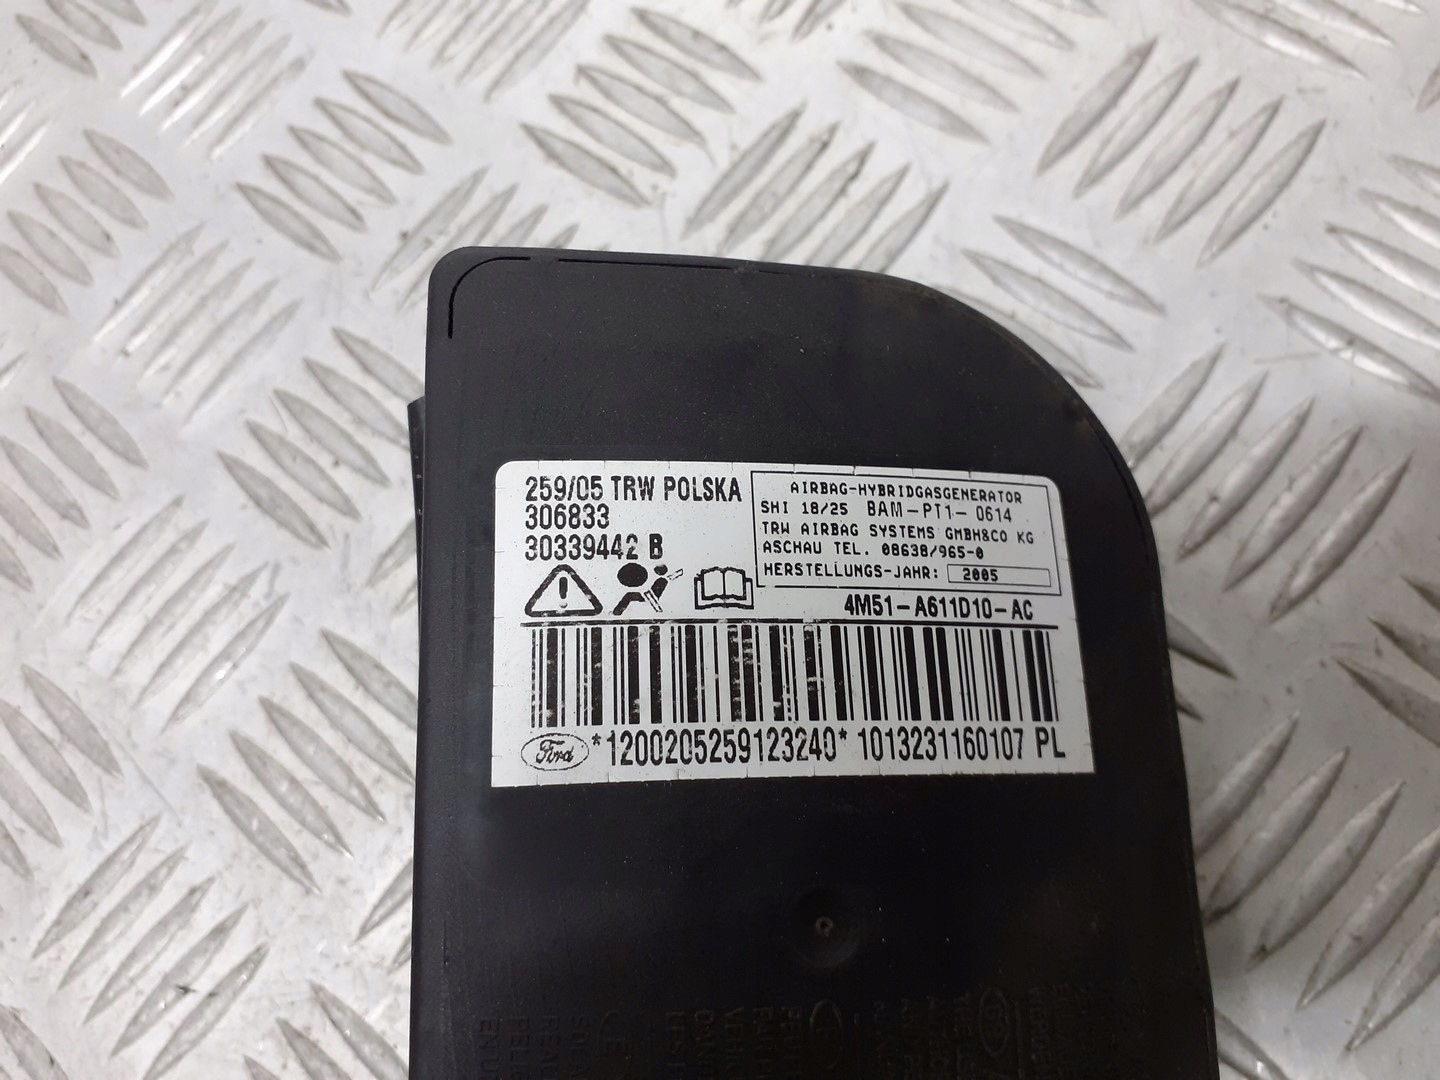 259/05 TRW POLSKA
306833
30339442 B
AIRBAG-HYBRIDGASGENERATOR
SHI 18/25 BAM-PT1-0614
TRW AIRBAG SYSTEMS GMBH&CO KG
ASCHAU TEL. 08638/965-0
HERSTELLUNGS-JAHR: 2005
4M51-A611D10-AC
Ford *1200205259123240* 1013231160107 PL